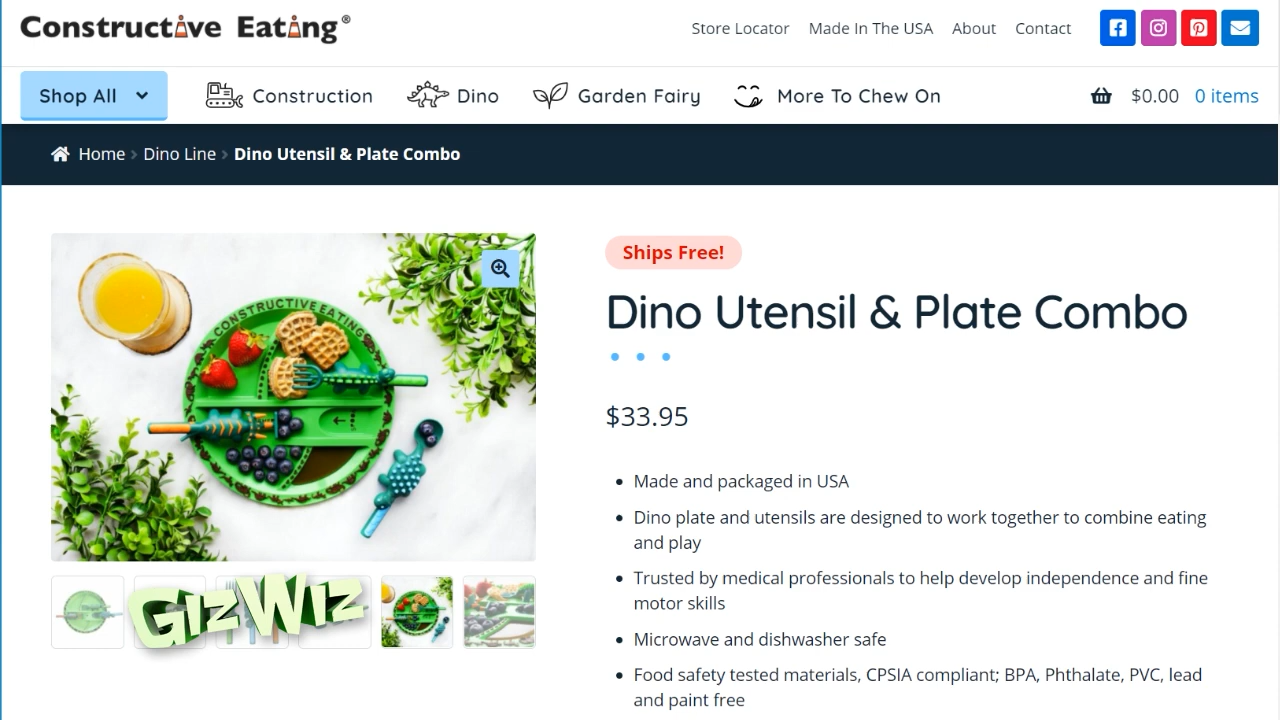 Constructive Eating®
Store Locator Made In The USA About Contact
Shop All Construction Dino Garden Fairy More To Chew On $0.00 0 items
Home Dino Line Dino Utensil & Plate Combo
Ships Free!
Dino Utensil & Plate Combo
CONSTRUCTIVE EATING
$33.95
Made and packaged in USA
Dino plate and utensils are designed to work together to combine eating
and play
Trusted by medical professionals to help develop independence and fine
motor skills
GIZWIZ
Microwave and dishwasher safe
Food safety tested materials, CPSIA compliant; BPA, Phthalate, PVC, lead
and paint free